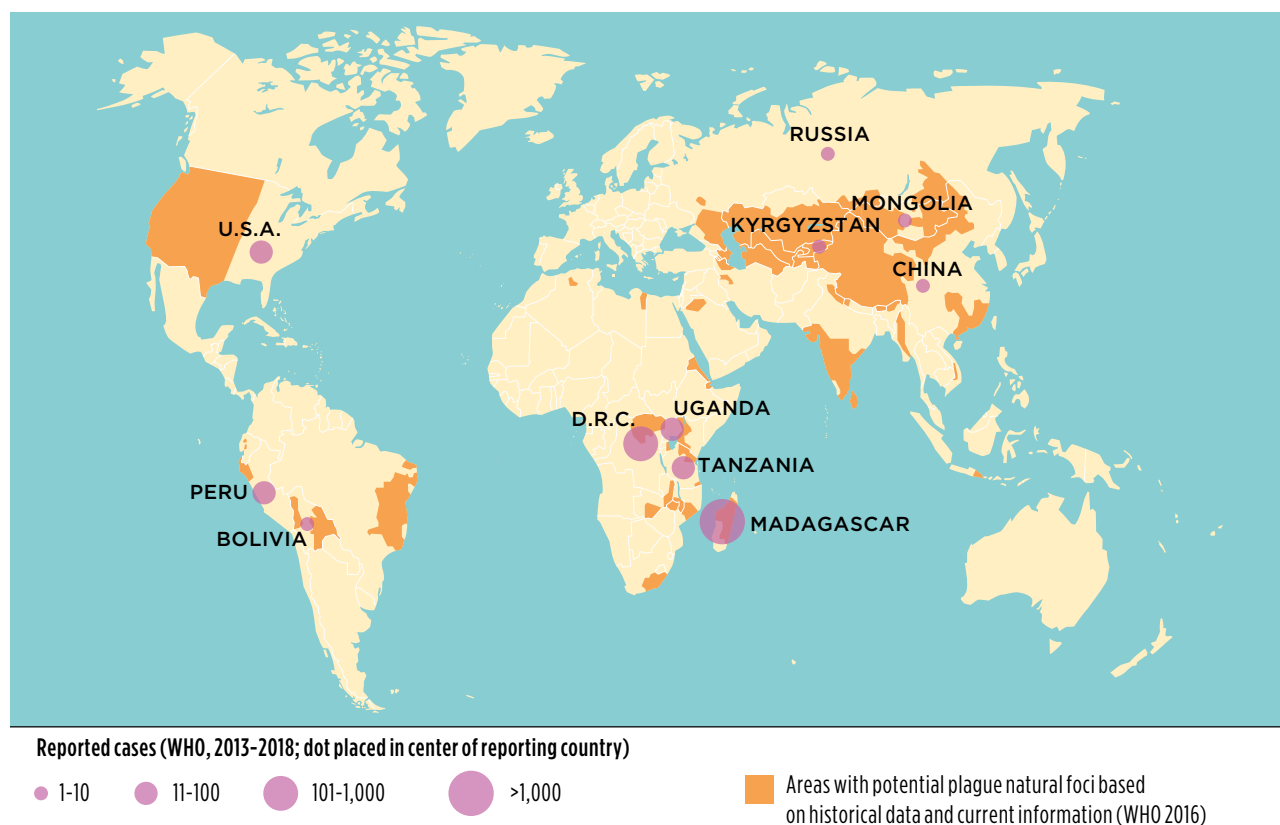 RUSSIA
MONGOLIA
KYRGYZSTAN
U.S.A.
CHINA
UGANDA
D.R.C.
TANZANIA
PERU
MADAGASCAR
BOLIVIA
Reported cases (WHO, 2013-2018; dot placed in center of reporting country)
1-10
11-100
101-1,000
>1,000
Areas with potential plague natural foci based
on historical data and current information (WHO 2016)